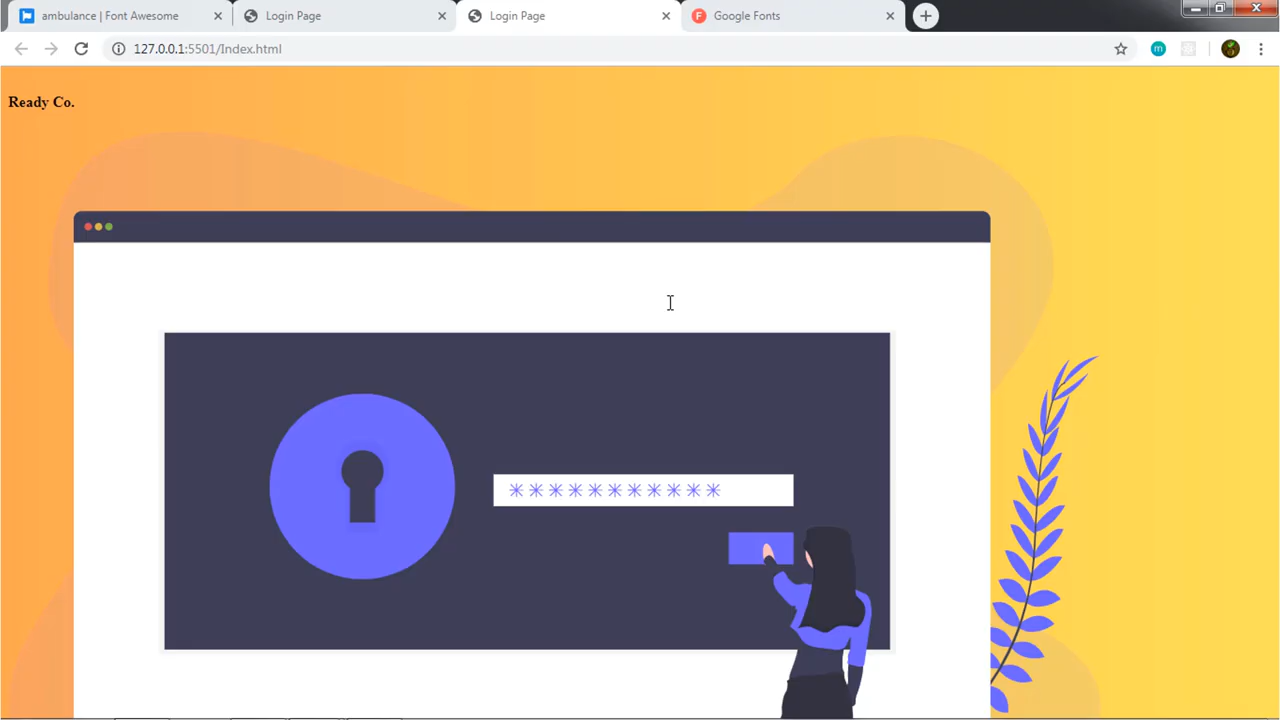 ambulance | Font Awesome
Login Page
Login Page
Google Fonts
127.0.0.1:5501/Index.html
m
Ready Co.
✳✳✳✳✳✳✳✳✳✳✳